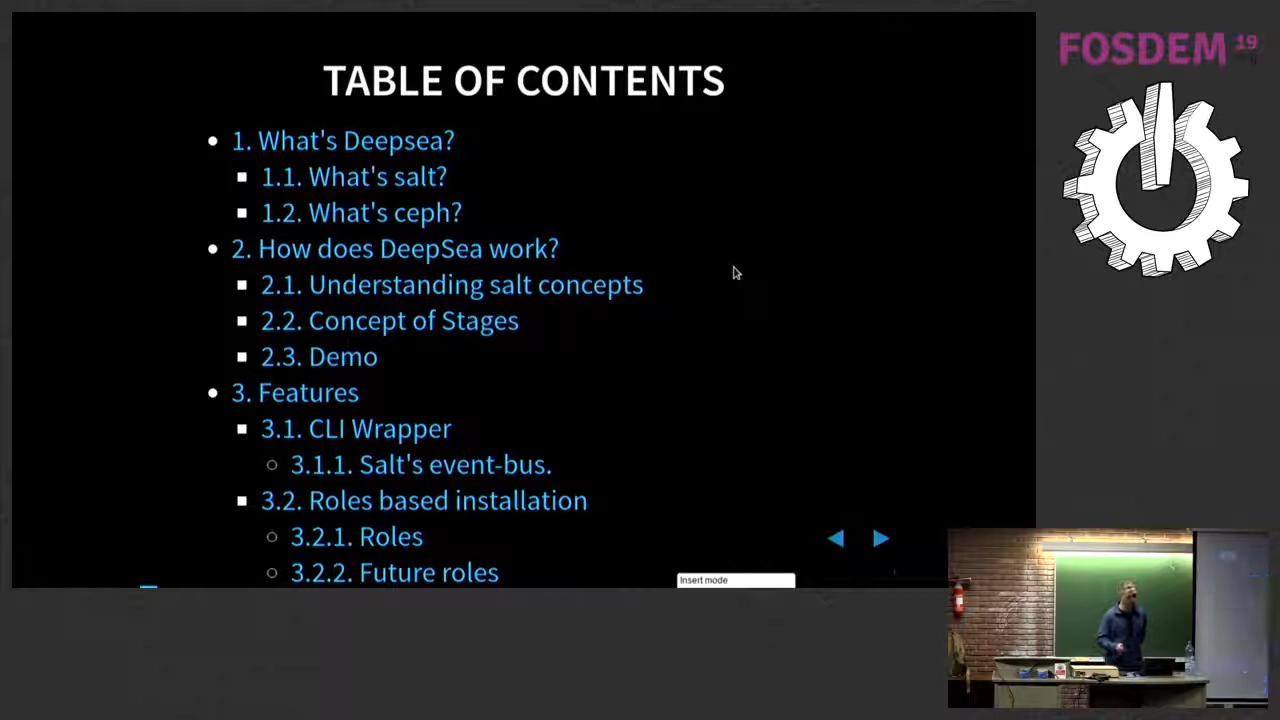 TABLE OF CONTENTS
1. What's Deepsea?
1.1. What's salt?
1.2. What's ceph?
2. How does DeepSea work?
2.1. Understanding salt concepts
2.2. Concept of Stages
2.3. Demo
3. Features
3.1. CLI Wrapper
3.1.1. Salt's event-bus.
3.2. Roles based installation
3.2.1. Roles
3.2.2. Future roles
Insert mode
FOSDEM 19